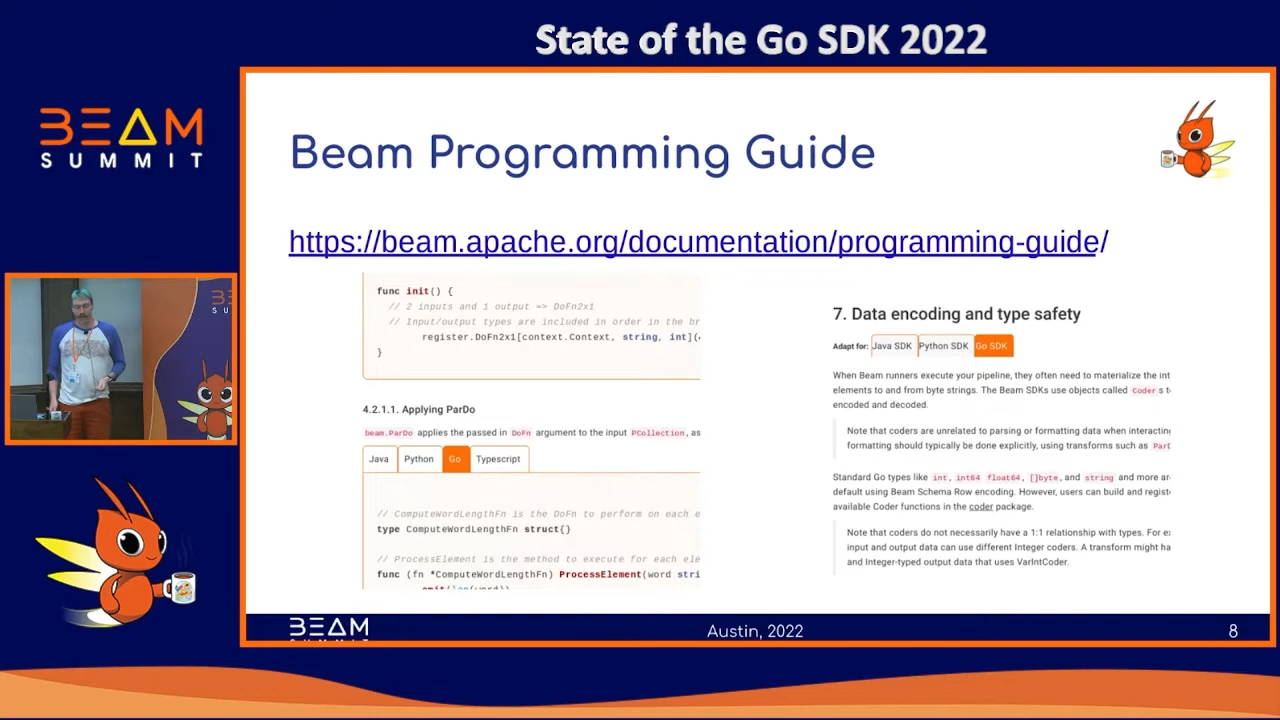 State of the Go SDK 2022
BEAM
SUMMIT
Beam Programming Guide
https://beam.apache.org/documentation/programming-guide/
func init() {
// 2 inputs and 1 output => DoFn2x1
// Input/output types are included in order in the br
register.DoFn2x1[context.Context, string, int](
}
4.2.1.1. Applying ParDo
beam.ParDo applies the passed in DoFn argument to the input PCollection, as
Java Python Go Typescript
// ComputeWordLengthFn is the DoFn to perform on each e
type ComputeWordLengthFn struct{}
// ProcessElement is the method to execute for each ele
func (fn *ComputeWordLengthFn) ProcessElement(word stri
emit(len(word))
7. Data encoding and type safety
Adapt for: Java SDK Python SDK Go SDK
When Beam runners execute your pipeline, they often need to materialize the int
elements to and from byte strings. The Beam SDKs use objects called Coder s t
encoded and decoded.
Note that coders are unrelated to parsing or formatting data when interacting
formatting should typically be done explicitly, using transforms such as Par
Standard Go types like int, int64 float64, []byte, and string and more ar
default using Beam Schema Row encoding. However, users can build and regist
available Coder functions in the coder package.
Note that coders do not necessarily have a 1:1 relationship with types. For e
input and output data can use different Integer coders. A transform might ha
and Integer-typed output data that uses VarIntCoder.
BEAM
Austin, 2022
8